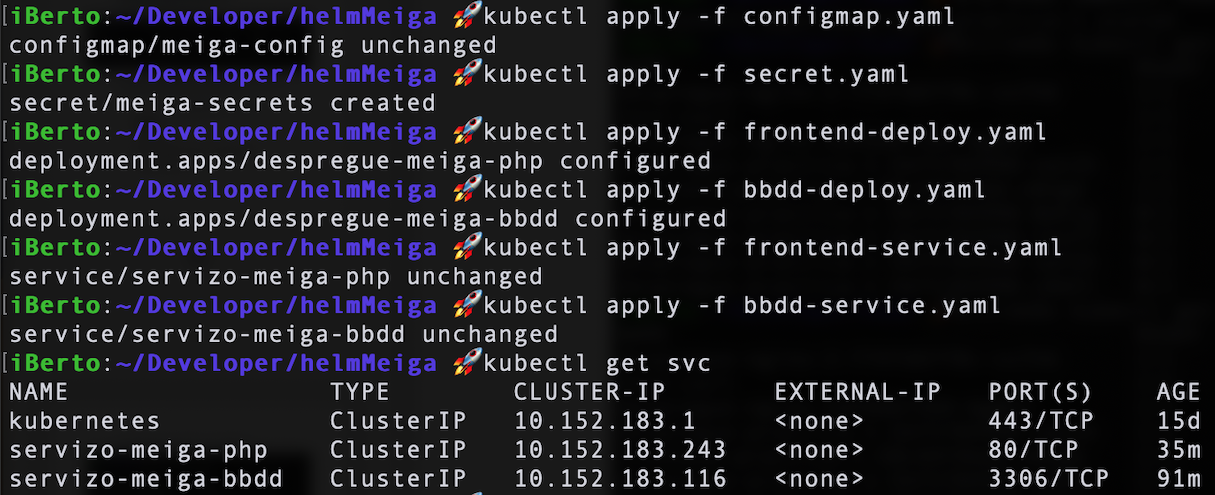 [iBerto:~/Developer/helmMeiga 🚀kubectl apply -f configmap.yaml
configmap/meiga-config unchanged
[iBerto:~/Developer/helmMeiga 🚀kubectl apply -f secret.yaml
secret/meiga-secrets created
[iBerto:~/Developer/helmMeiga 🚀kubectl apply -f frontend-deploy.yaml
deployment.apps/despregue-meiga-php configured
[iBerto:~/Developer/helmMeiga 🚀kubectl apply -f bbdd-deploy.yaml
deployment.apps/despregue-meiga-bbdd configured
[iBerto:~/Developer/helmMeiga 🚀kubectl apply -f frontend-service.yaml
service/servizo-meiga-php unchanged
[iBerto:~/Developer/helmMeiga 🚀kubectl apply -f bbdd-service.yaml
service/servizo-meiga-bbdd unchanged
[iBerto:~/Developer/helmMeiga 🚀kubectl get svc
NAME TYPE CLUSTER-IP EXTERNAL-IP PORT(S) AGE
kubernetes ClusterIP 10.152.183.1 <none> 443/TCP 15d
servizo-meiga-php ClusterIP 10.152.183.243 <none> 80/TCP 35m
servizo-meiga-bbdd ClusterIP 10.152.183.116 <none> 3306/TCP 91m